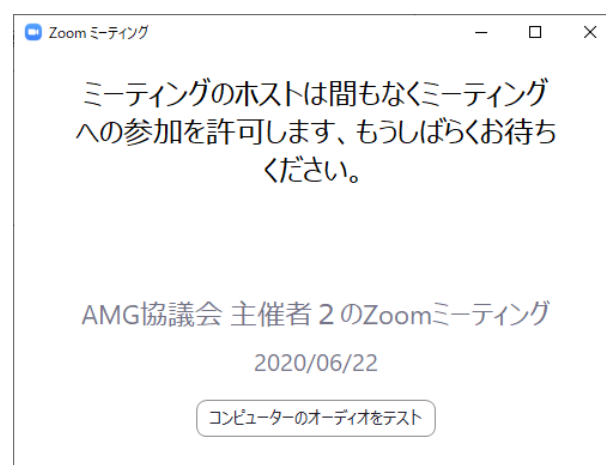 Zoom ミーティング
ミーティングのホストは間もなくミーティング
への参加を許可します、もうしばらくお待ち
ください。
AMG協議会 主催者２のZoomミーティング
2020/06/22
コンピューターのオーディオをテスト